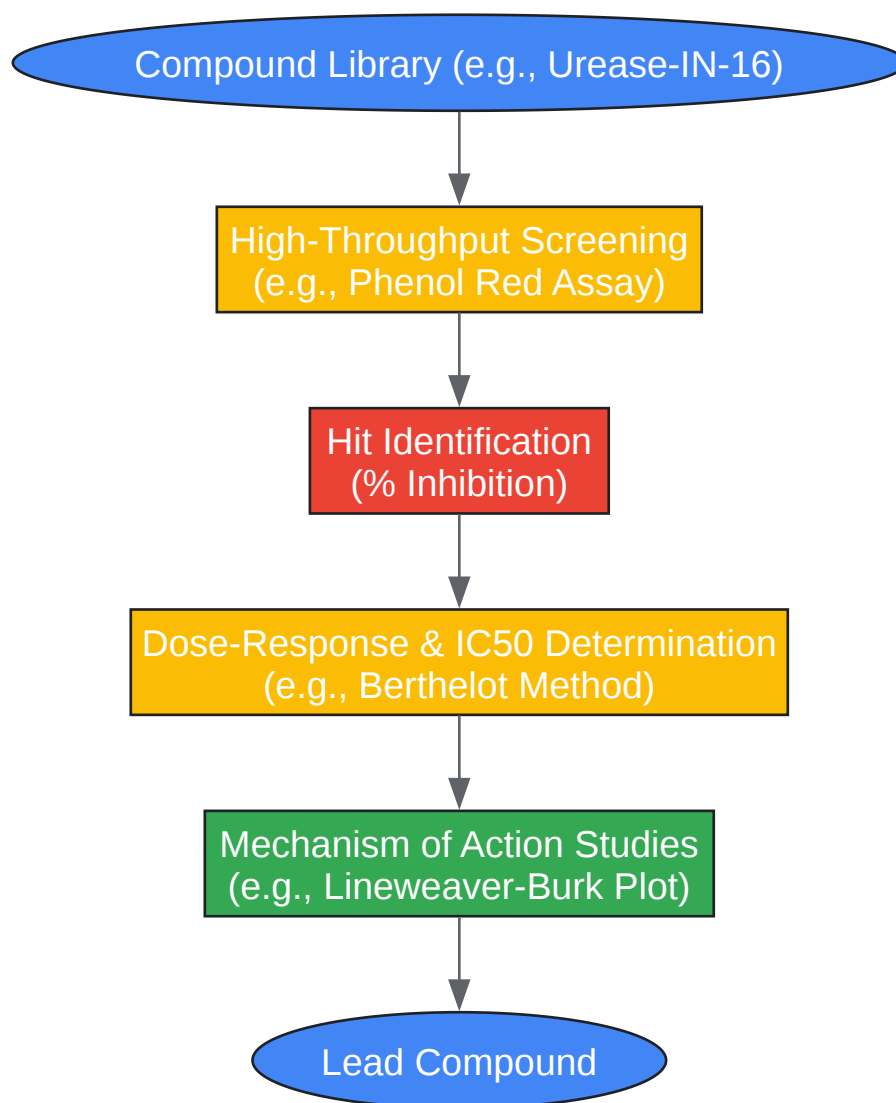 Compound Library (e.g., Urease-IN-16)
High-Throughput Screening
(e.g., Phenol Red Assay)
Hit Identification
(% Inhibition)
Dose-Response & IC50 Determination
(e.g., Berthelot Method)
Mechanism of Action Studies
(e.g., Lineweaver-Burk Plot)
Lead Compound